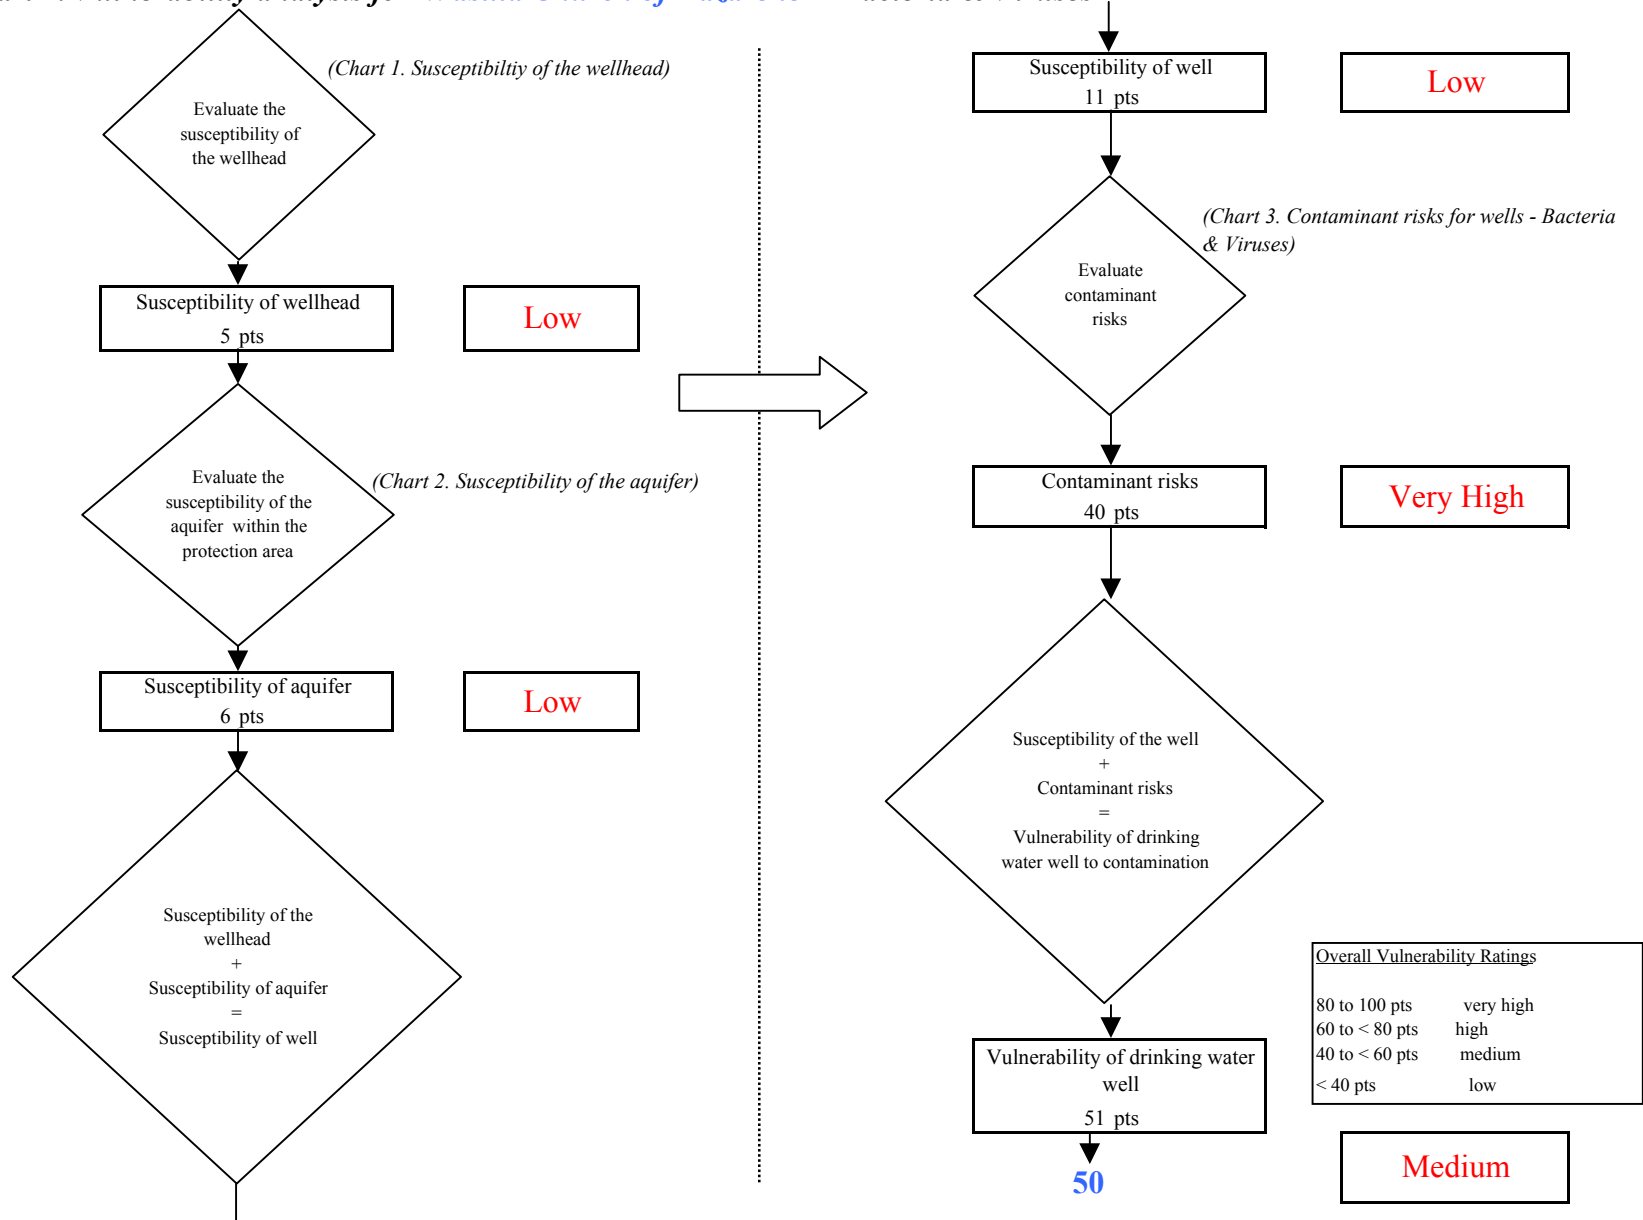 (Chart 1. Susceptibiltiy of the wellhead)
Evaluate the
susceptibility of
the wellhead
Susceptibility of wellhead
5 pts
Low
Evaluate the
susceptibility of the
aquifer within the
protection area
(Chart 2. Susceptibility of the aquifer)
Susceptibility of aquifer
6 pts
Low
Susceptibility of the
wellhead
+
Susceptibility of aquifer
=
Susceptibility of well
Susceptibility of well
11 pts
Low
(Chart 3. Contaminant risks for wells - Bacteria
& Viruses)
Evaluate
contaminant
risks
Contaminant risks
40 pts
Very High
Susceptibility of the well
+
Contaminant risks
=
Vulnerability of drinking
water well to contamination
Overall Vulnerability Ratings
80 to 100 pts very high
60 to < 80 pts high
40 to < 60 pts medium
< 40 pts low
Vulnerability of drinking water
well
51 pts
50
Medium